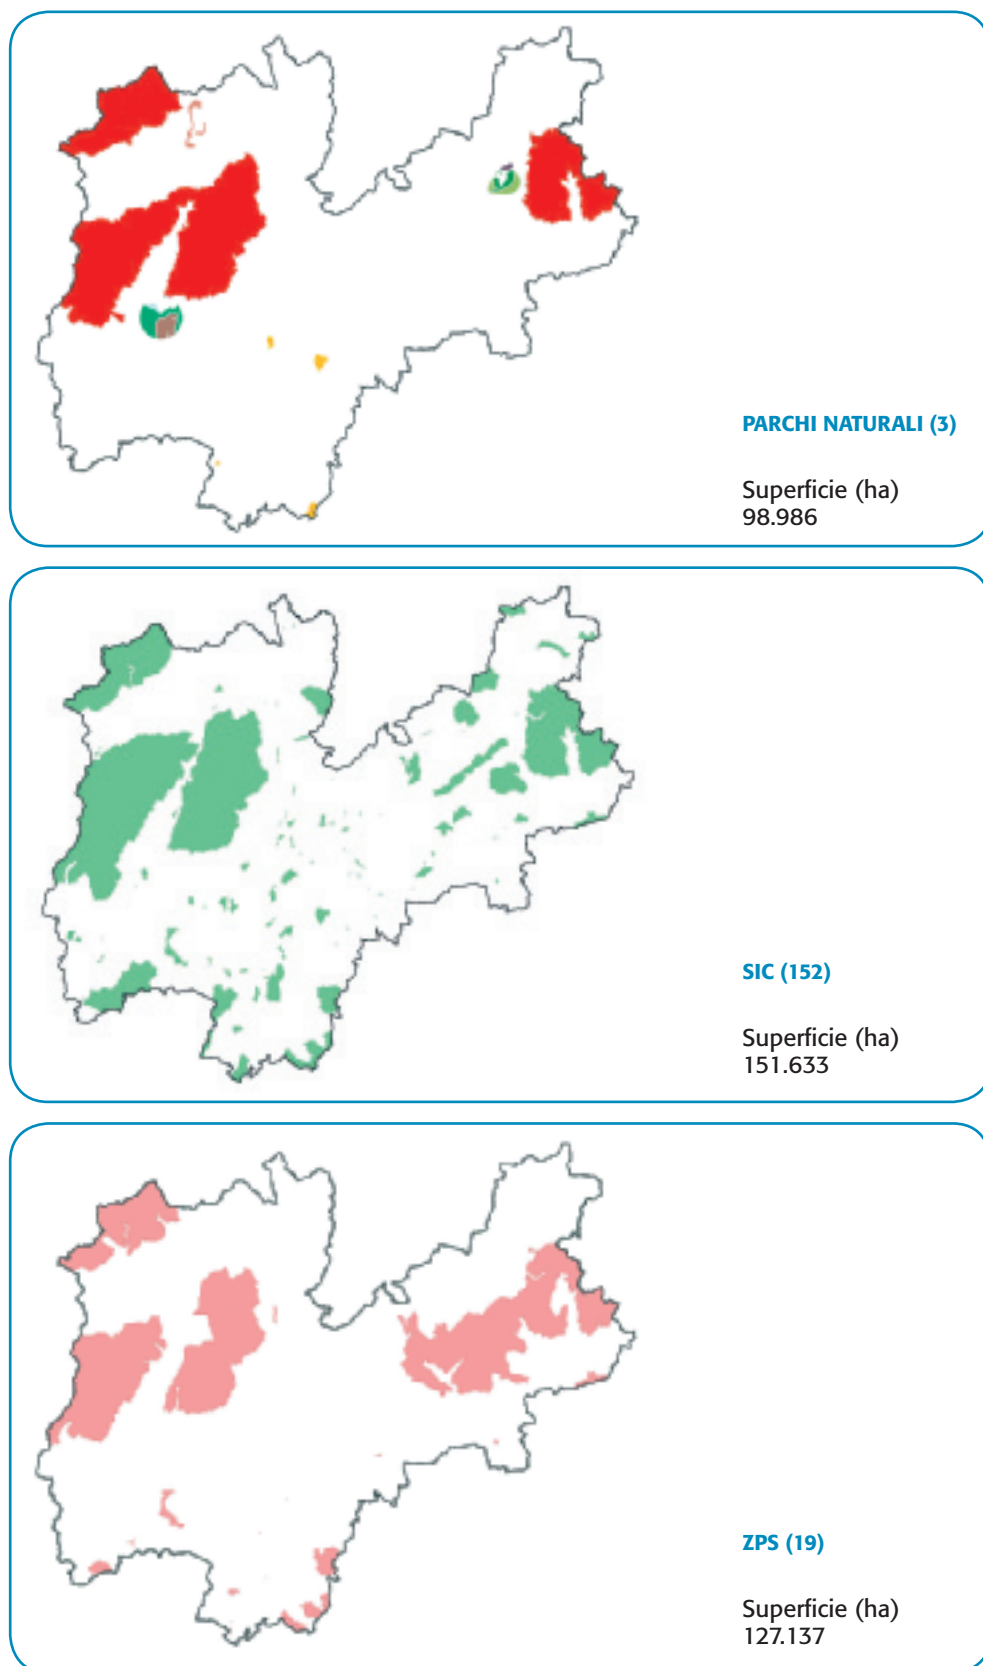 PARCHI NATURALI (3)
Superficie (ha)
98.986
SIC (152)
Superficie (ha)
151.633
ZPS (19)
Superficie (ha)
127.137